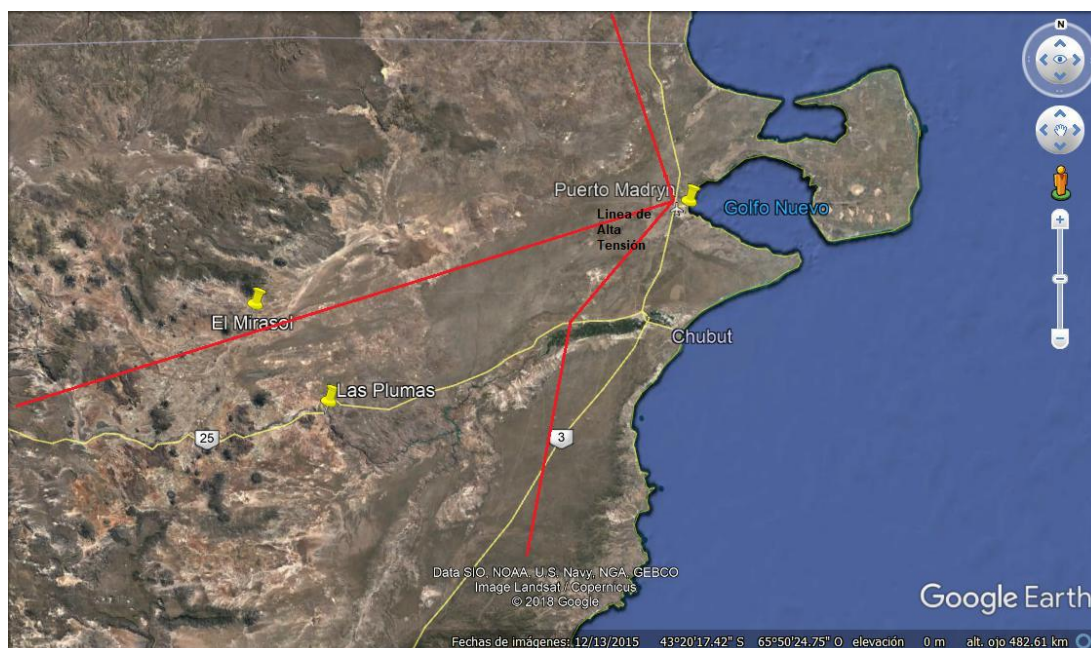 N
Puerto Madryn
Linea de
Alta
Tensión
Golfo Nuevo
El Mirasol
Chubut
Las Plumas
25
3
Data SIO, NOAA, U.S. Navy, NGA, GEBCO
Image Landsat / Copernicus
© 2018 Google
Google Earth
Fechas de imágenes: 12/13/2015 43°20'17.42" S 65°50'24.75" O elevación 0 m alt. ojo 482.61 km